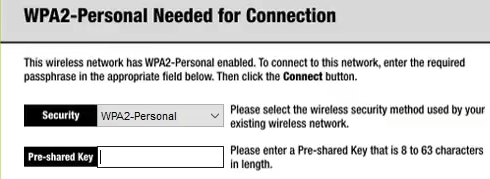 WPA2-Personal Needed for Connection
This wireless network has WPA2-Personal enabled. To connect to this network, enter the required
passphrase in the appropriate field below. Then click the Connect button.
Security WPA2-Personal Please select the wireless security method used by your
existing wireless network.
Pre-shared Key Please enter a Pre-shared Key that is 8 to 63 characters
in length.